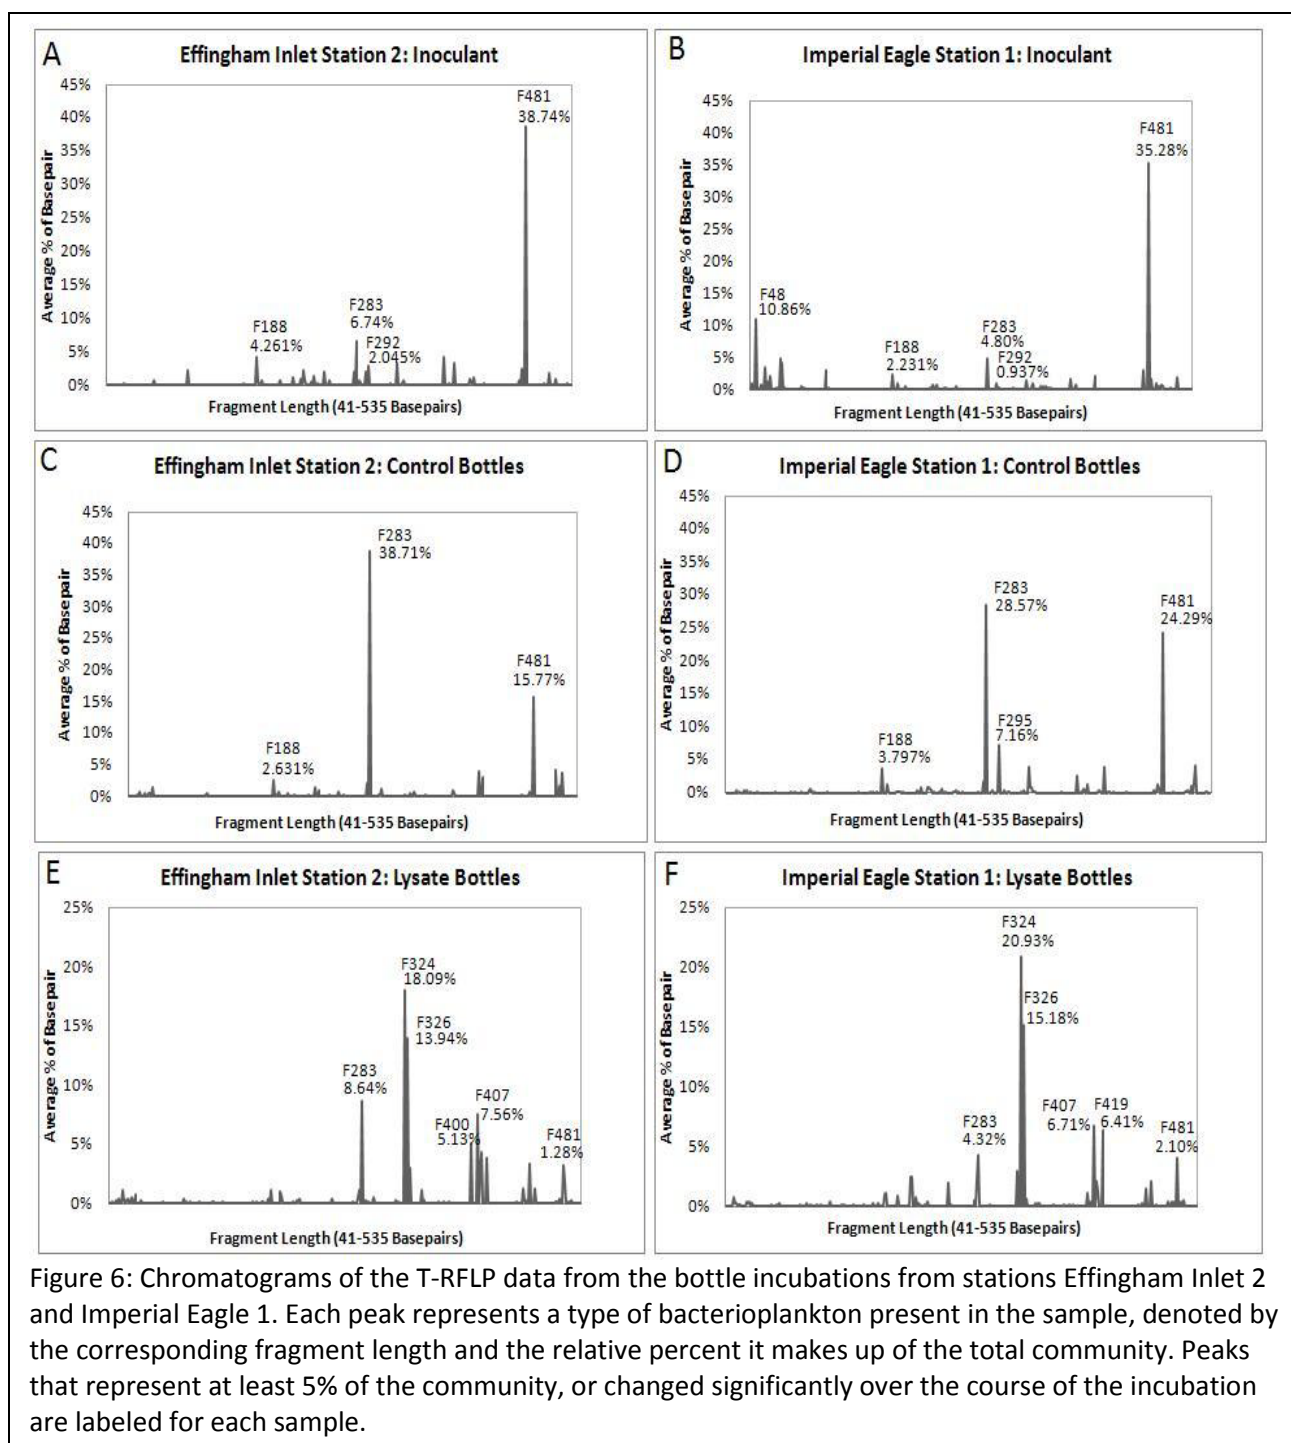 A
Effingham Inlet Station 2: Inoculant
45%
40%
35%
30%
25%
20%
15%
10%
5%
0%
Average % of Basepair
F188
4.261%
F283
6.74%
F292
2.045%
F481
38.74%
Fragment Length (41-535 Basepairs)
B
Imperial Eagle Station 1: Inoculant
45%
40%
35%
30%
25%
20%
15%
10%
5%
0%
Average % of Basepair
F48
10.86%
F188
2.231%
F283
4.80%
F292
0.937%
F481
35.28%
Fragment Length (41-535 Basepairs)
C
Effingham Inlet Station 2: Control Bottles
45%
40%
35%
30%
25%
20%
15%
10%
5%
0%
Average % of Basepair
F188
2.631%
F283
38.71%
F481
15.77%
Fragment Length (41-535 Basepairs)
D
Imperial Eagle Station 1: Control Bottles
45%
40%
35%
30%
25%
20%
15%
10%
5%
0%
Average % of Basepair
F188
3.797%
F283
28.57%
F295
7.16%
F481
24.29%
Fragment Length (41-535 Basepairs)
E
Effingham Inlet Station 2: Lysate Bottles
25%
20%
15%
10%
5%
0%
Average % of Basepair
F283
8.64%
F324
18.09%
F326
13.94%
F400
5.13%
F407
7.56%
F481
1.28%
Fragment Length (41-535 Basepairs)
F
Imperial Eagle Station 1: Lysate Bottles
25%
20%
15%
10%
5%
0%
Average % of Basepair
F283
4.32%
F324
20.93%
F326
15.18%
F407
6.71%
F419
6.41%
F481
2.10%
Fragment Length (41-535 Basepairs)
Figure 6: Chromatograms of the T-RFLP data from the bottle incubations from stations Effingham Inlet 2
and Imperial Eagle 1. Each peak represents a type of bacterioplankton present in the sample, denoted by
the corresponding fragment length and the relative percent it makes up of the total community. Peaks
that represent at least 5% of the community, or changed significantly over the course of the incubation
are labeled for each sample.